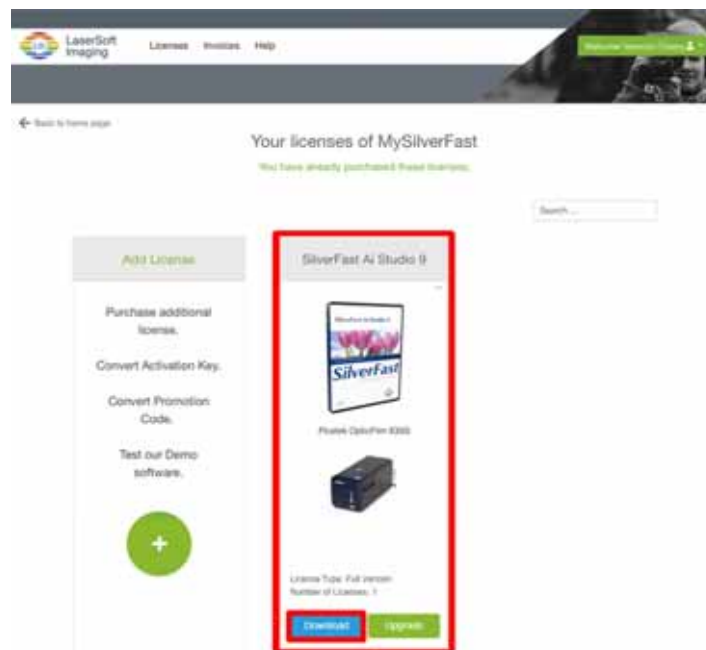 LaserSoft
Imaging
Licenses Invoices Help
Back to home page
Your licenses of MySilverFast
You have already purchased these licenses.
Search ...
Add License
Purchase additional
license.
Convert Activation Key.
Convert Promotion
Code.
Test our Demo
software.
+
SilverFast Ai Studio 9
...
SilverFast
Plustek OpticFilm
License Type: Full Version
Number of Licenses: 1
Download
Upgrade